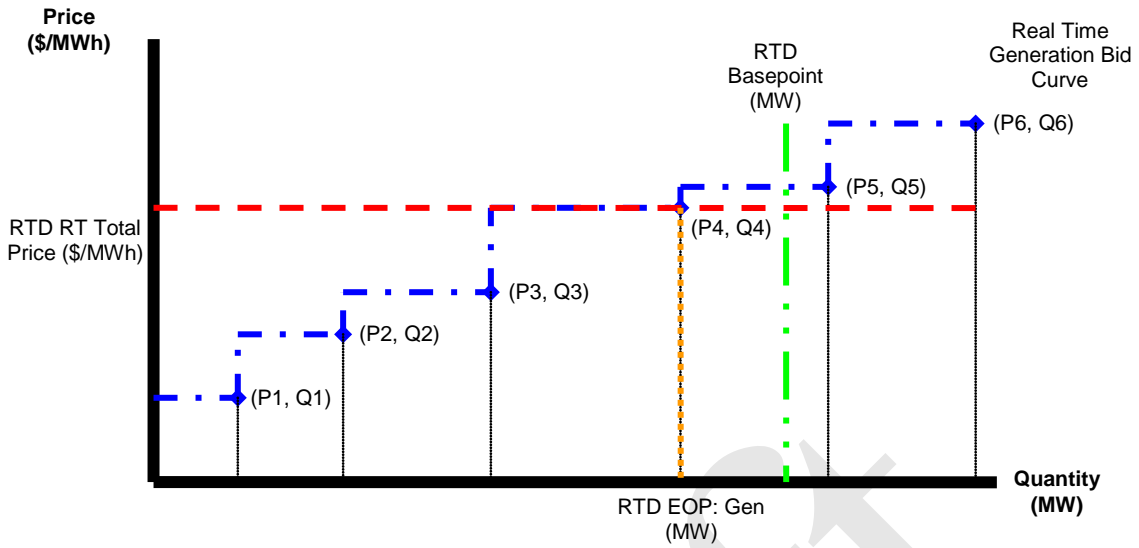 Price
($/MWh)
Real Time
Generation Bid
Curve
RTD
Basepoint
(MW)
(P6, Q6)
(P5, Q5)
RTD RT Total
Price ($/MWh)
(P4, Q4)
(P3, Q3)
(P2, Q2)
(P1, Q1)
Quantity
(MW)
RTD EOP: Gen
(MW)